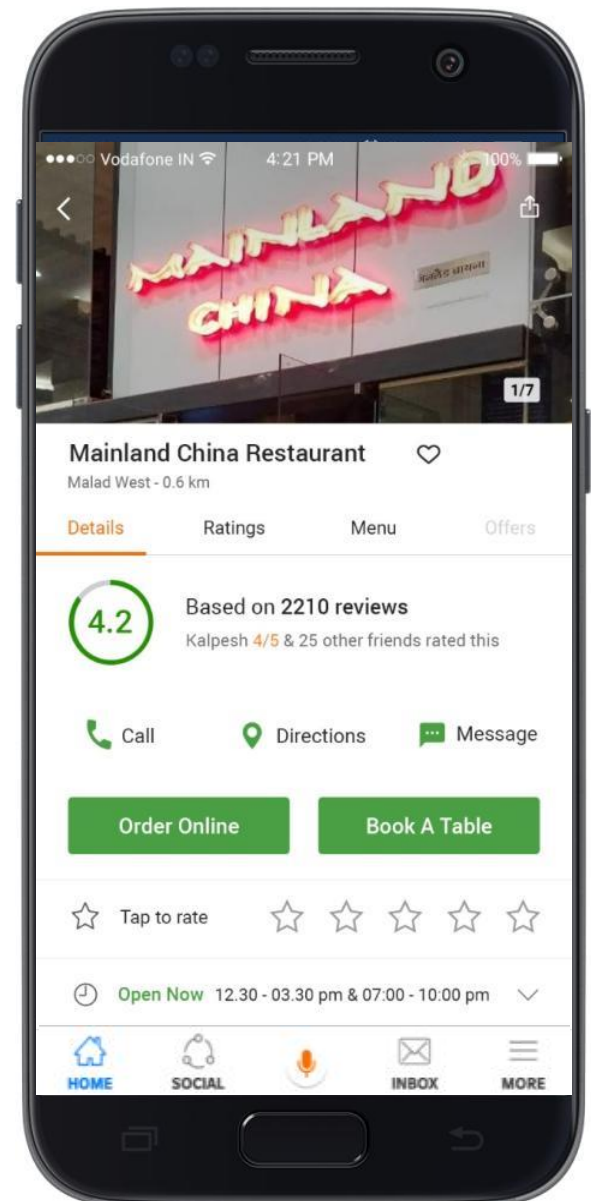 Vodafone IN 4:21 PM 100%
MAINLAND
CHINA
मेनलॅंड चायना
1/7
Mainland China Restaurant
Malad West - 0.6 km
Details Ratings Menu Offers
4.2
Based on 2210 reviews
Kalpesh 4/5 & 25 other friends rated this
Call Directions Message
Order Online Book A Table
Tap to rate
Open Now 12.30 - 03.30 pm & 07:00 - 10:00 pm
HOME SOCIAL INBOX MORE